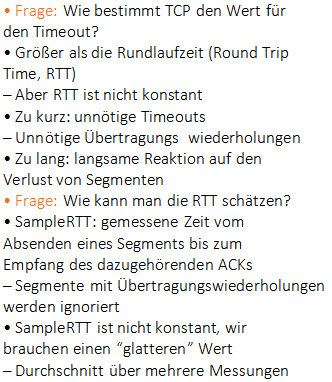 • Frage: Wie bestimmt TCP den Wert für
den Timeout?
• Größer als die Rundlaufzeit (Round Trip
Time, RTT)
– Aber RTT ist nicht konstant
• Zu kurz: unnötige Timeouts
– Unnötige Übertragungs wiederholungen
• Zu lang: langsame Reaktion auf den
Verlust von Segmenten
• Frage: Wie kann man die RTT schätzen?
• SampleRTT: gemessene Zeit vom
Absenden eines Segments bis zum
Empfang des dazugehörenden ACKs
– Segmente mit Übertragungswiederholungen
werden ignoriert
• SampleRTT ist nicht konstant, wir
brauchen einen “glatteren” Wert
– Durchschnitt über mehrere Messungen